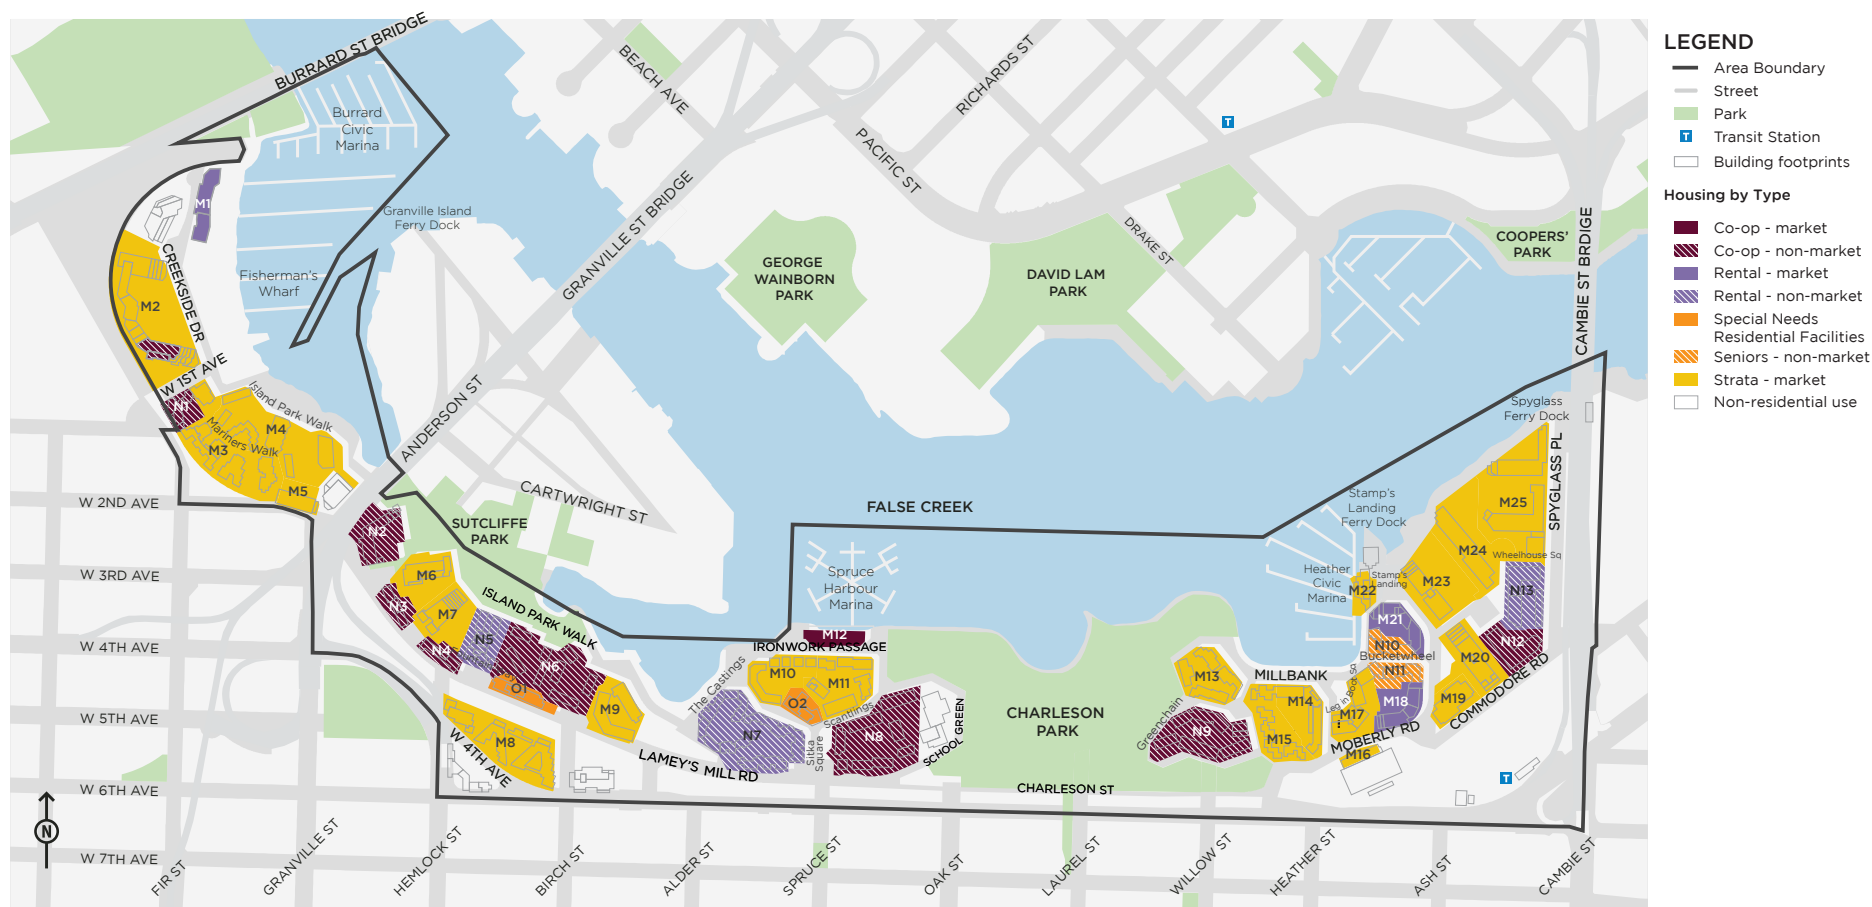 BURRARD ST BRIDGE
Burrard
Civic
Marina
BEACH AVE
RICHARDS ST
PACIFIC ST
T
M1
Granville Island
Ferry Dock
GRANVILLE ST BRIDGE
DRAKE ST
COOPERS'
PARK
CAMBIE ST BRDIGE
CREEKSIDE DR
Fisherman's
Wharf
GEORGE
WAINBORN
PARK
DAVID LAM
PARK
M2
W 1ST AVE
N1
Island Park Walk
Mariners Walk
M4
M3
M5
ANDERSON ST
Spyglass
Ferry Dock
SPYGLASS PL
W 2ND AVE
CARTWRIGHT ST
FALSE CREEK
SUTCLIFFE
PARK
N2
Stamp's
Landing
Ferry Dock
M25
M24
Wheelhouse Sq
W 3RD AVE
M6
Spruce
Harbour
Marina
Heather
Civic
Marina
Stamp's
Landing
M22
M23
N13
N3
M7
ISLAND PARK WALK
M21
N5
M12
IRONWORK PASSAGE
N10
N12
W 4TH AVE
N4
N6
Bucketwheel
M20
O1
The Castings
M10
M11
M13
MILLBANK
N11
Leg in Boot Sq
M14
M18
M19
COMMODORE RD
M9
O2
Scantlings
CHARLESON
PARK
Greenchain
M17
W 5TH AVE
M8
W 4TH AVE
N7
Sitka
Square
N8
SCHOOL GREEN
N9
M15
MOBERLY RD
M16
LAMEY'S MILL RD
T
W 6TH AVE
CHARLESON ST
N
W 7TH AVE
FIR ST
GRANVILLE ST
HEMLOCK ST
BIRCH ST
ALDER ST
SPRUCE ST
OAK ST
LAUREL ST
WILLOW ST
HEATHER ST
ASH ST
CAMBIE ST
LEGEND
Area Boundary
Street
Park
T Transit Station
Building footprints
Housing by Type
Co-op - market
Co-op - non-market
Rental - market
Rental - non-market
Special Needs
Residential Facilities
Seniors - non-market
Strata - market
Non-residential use